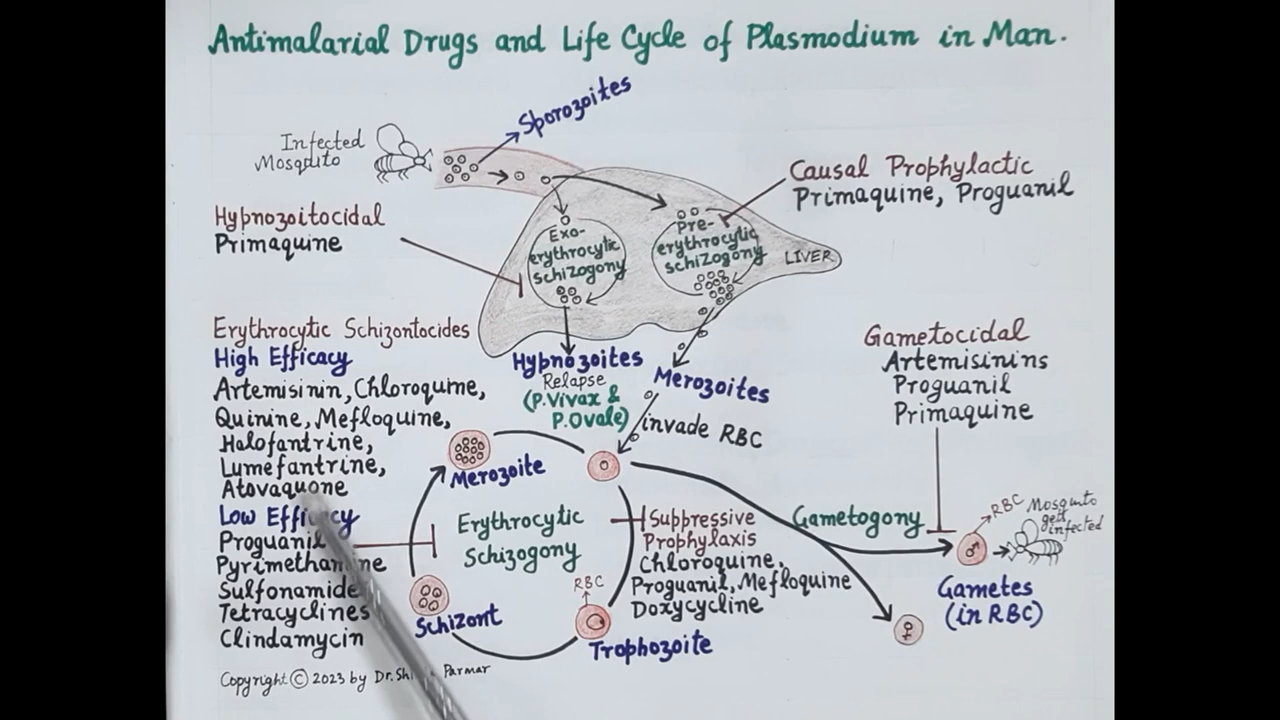 Antimalarial Drugs and Life Cycle of Plasmodium in Man.
Sporozoites
Infected
Mosquito
Causal Prophylactic
Primaquine, Proguanil
Hypnozoitocidal
Primaquine
Exo-
erythrocytic
schizogony
Pre-
erythrocytic
schizogony
LIVER
Erythrocytic Schizontocides
High Efficacy
Artemisinin, Chloroquine,
Quinine, Mefloquine,
Halofantrine,
Lumefantrine,
Atovaquone
Low Efficacy
Proguanil
Pyrimethamine
Sulfonamide
Tetracyclines
Clindamycin
Hypnozoites
Relapse
(P.Vivax &
P.Ovale)
Merozoites
invade RBC
Gametocidal
Artemisinins
Proguanil
Primaquine
Merozoite
Erythrocytic
Schizogony
Suppressive
Prophylaxis
Chloroquine,
Proguanil, Mefloquine
Doxycycline
RBC
Schizont
Trophozoite
Gametogony
RBC
Mosquito
get
infected
♂
Gametes
(in RBC)
♀
Copyright © 2023 by Dr. Parmar